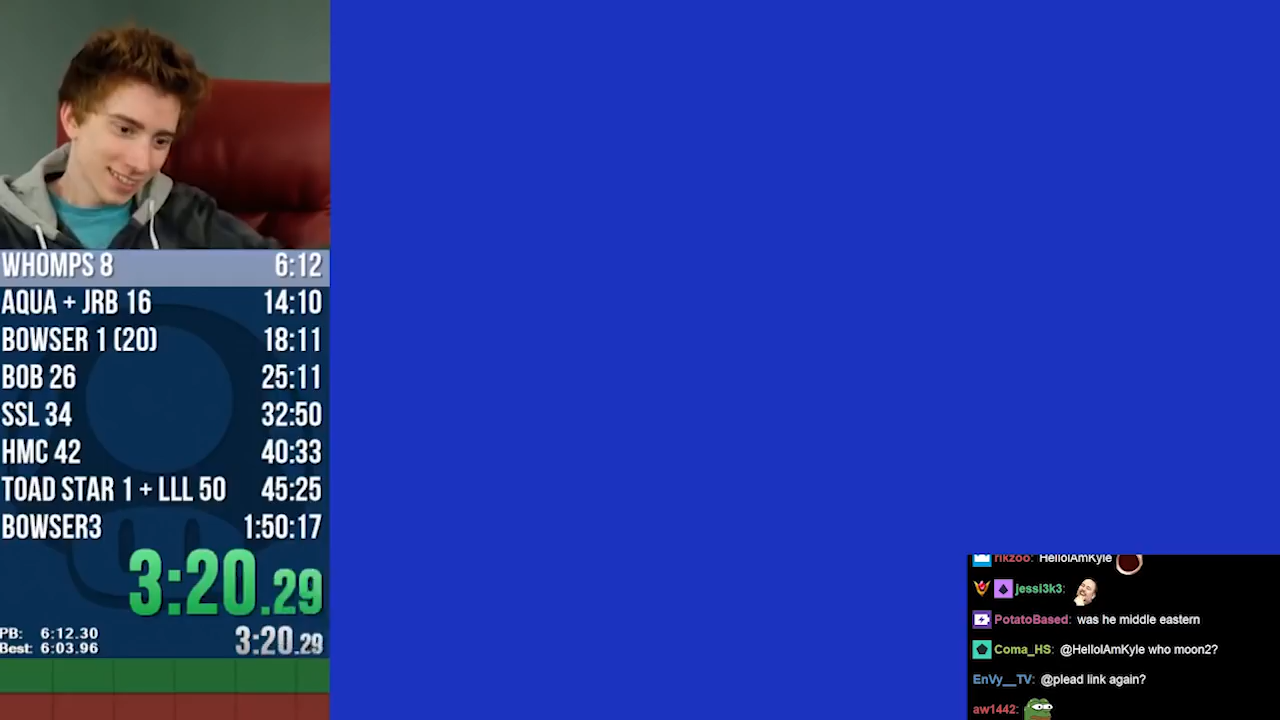 WHOMPS 8 6:12
AQUA + JRB 16 14:10
BOWSER 1 (20) 18:11
BOB 26 25:11
SSL 34 32:50
HMC 42 40:33
TOAD STAR 1 + LLL 50 45:25
BOWSER3 1:50:17
3:20.29
PB: 6:12.30
Best: 6:03.96
3:20.29
rikzoo: HelloIAmKyle
jessi3k3:
PotatoBased: was he middle eastern
Coma_HS: @HelloIAmKyle who moon2?
EnVy__TV: @plead link again?
aw1442: